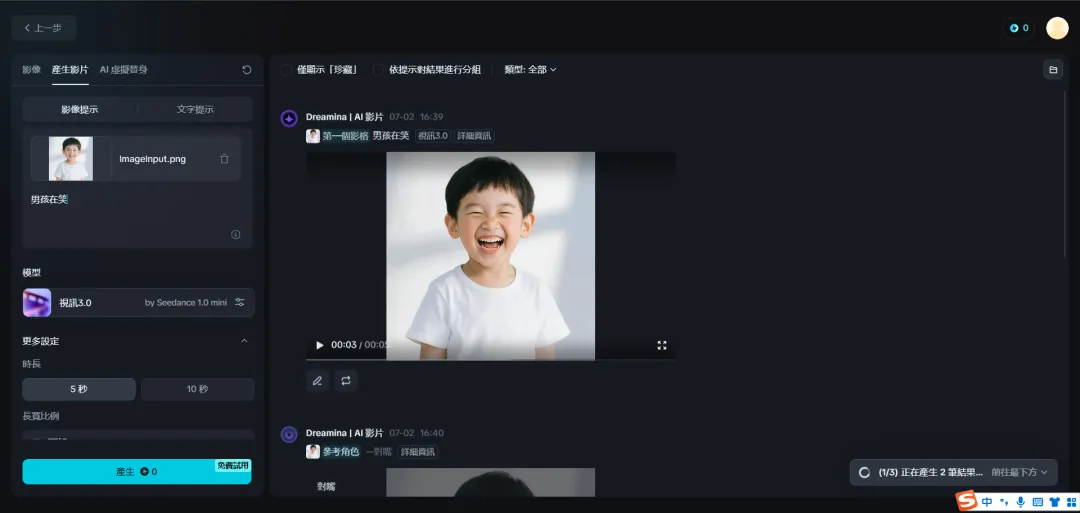 上一步
0
影像 產生影片 AI 虛擬替身
影像提示 文字提示
ImageInput.png
男孩在笑
模型
視訊3.0 by Seedance 1.0 mini
更多設定
時長
5 秒 10 秒
長寬比例
產生 0 免費試用
僅顯示「珍藏」 依提示對結果進行分組 類型: 全部
Dreamina | AI 影片 07-02 16:39
第一個影格 男孩在笑 視訊3.0 詳細資訊
00:03 / 00:05
Dreamina | AI 影片 07-02 16:40
參考角色 一對嘴 詳細資訊
對嘴
(1/3) 正在產生 2 筆結果... 前往最下方
S 中